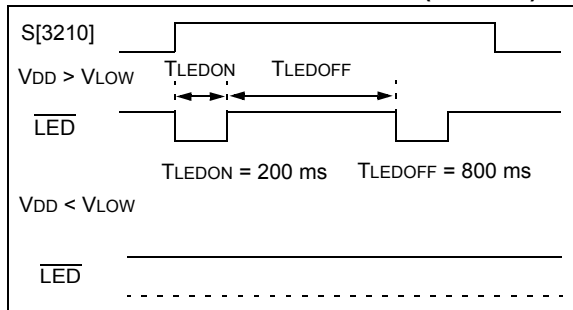 S[3210]
VDD > VLOW TLEDON TLEDOFF
LED
TLEDON = 200 ms TLEDOFF = 800 ms
VDD < VLOW
LED